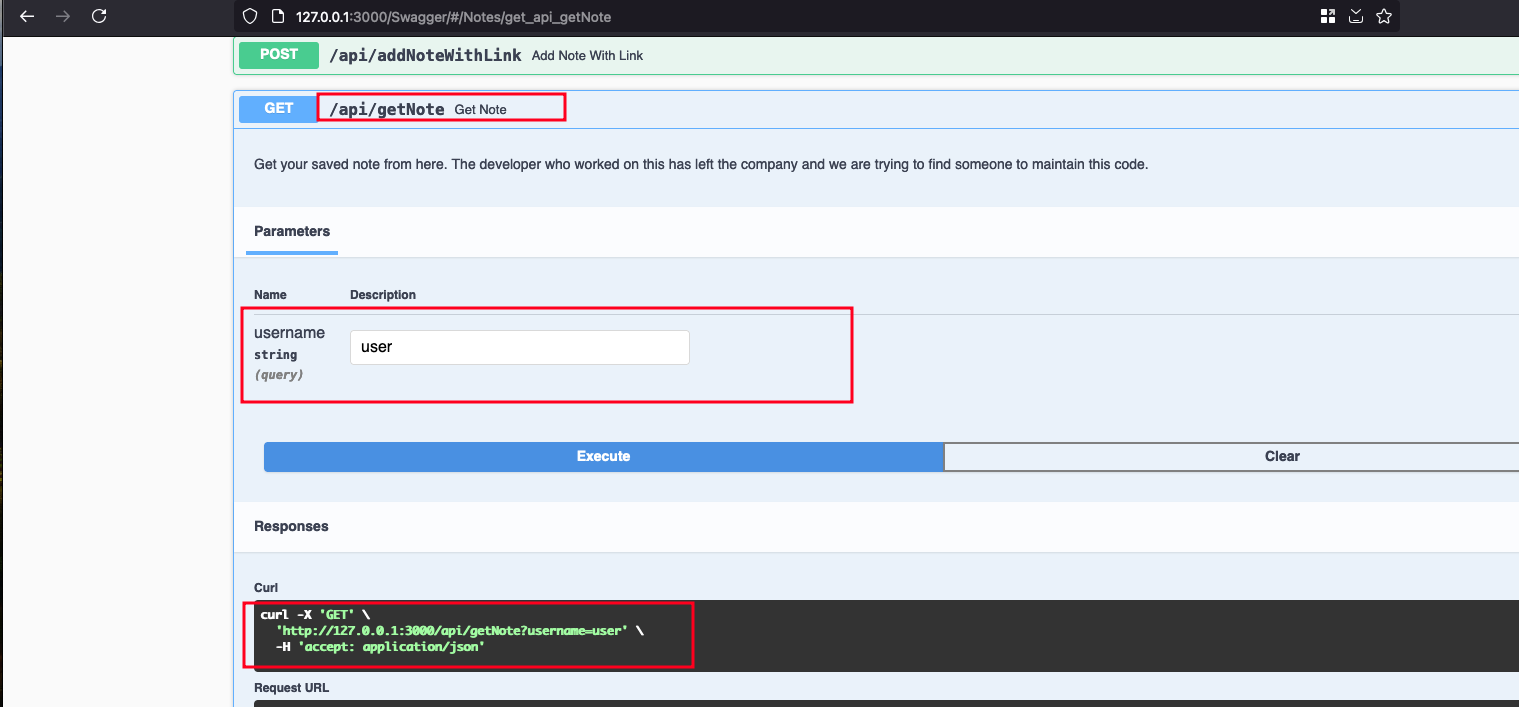 127.0.0.1:3000/Swagger/#/Notes/get_api_getNote
POST /api/addNoteWithLink Add Note With Link
GET /api/getNote Get Note
Get your saved note from here. The developer who worked on this has left the company and we are trying to find someone to maintain this code.
Parameters
Name Description
username user
string
(query)
Execute Clear
Responses
Curl
curl -X 'GET' \
'http://127.0.0.1:3000/api/getNote?username=user' \
-H 'accept: application/json'
Request URL